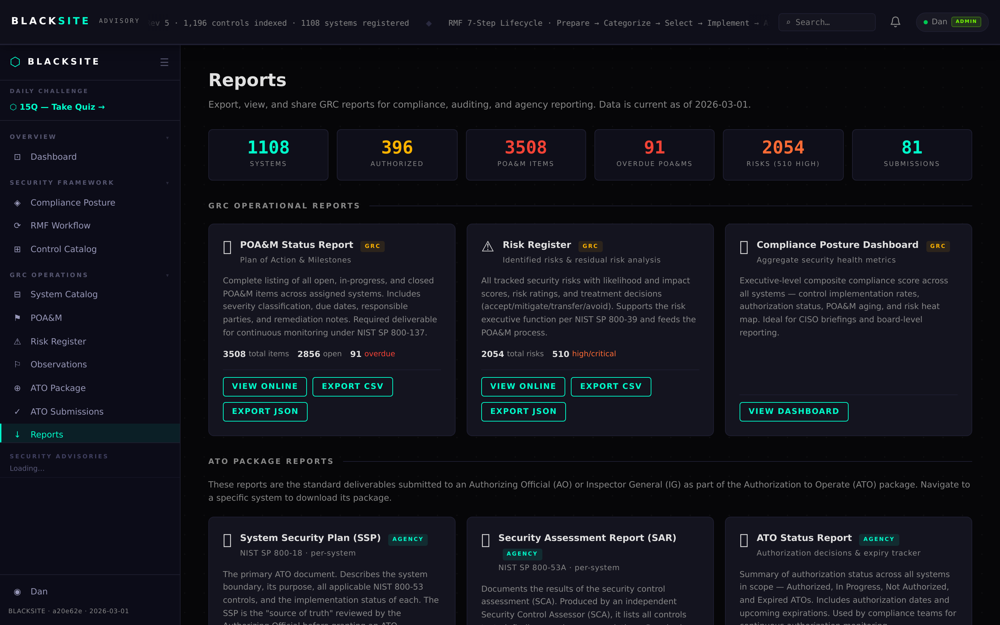 BLACKSITE ADVISORY
5 · 1,196 controls indexed · 1108 systems registered ◆ RMF 7-Step Lifecycle · Prepare → Categorize → Select → Implement →
Search…
Dan ADMIN
BLACKSITE
DAILY CHALLENGE
15Q — Take Quiz →
OVERVIEW
Dashboard
SECURITY FRAMEWORK
Compliance Posture
RMF Workflow
Control Catalog
GRC OPERATIONS
System Catalog
POA&M
Risk Register
Observations
ATO Package
ATO Submissions
Reports
SECURITY ADVISORIES
Loading…
Dan
BLACKSITE · a20e62e · 2026-03-01
Reports
Export, view, and share GRC reports for compliance, auditing, and agency reporting. Data is current as of 2026-03-01.
1108
SYSTEMS
396
AUTHORIZED
3508
POA&M ITEMS
91
OVERDUE POA&MS
2054
RISKS (510 HIGH)
81
SUBMISSIONS
GRC OPERATIONAL REPORTS
POA&M Status Report GRC
Plan of Action & Milestones
Complete listing of all open, in-progress, and closed
POA&M items across assigned systems. Includes
severity classification, due dates, responsible
parties, and remediation notes. Required deliverable
for continuous monitoring under NIST SP 800-137.
3508 total items 2856 open 91 overdue
VIEW ONLINE EXPORT CSV
EXPORT JSON
Risk Register GRC
Identified risks & residual risk analysis
All tracked security risks with likelihood and impact
scores, risk ratings, and treatment decisions
(accept/mitigate/transfer/avoid). Supports the risk
executive function per NIST SP 800-39 and feeds the
POA&M process.
2054 total risks 510 high/critical
VIEW ONLINE EXPORT CSV
EXPORT JSON
Compliance Posture Dashboard GRC
Aggregate security health metrics
Executive-level composite compliance score across
all systems — control implementation rates,
authorization status, POA&M aging, and risk heat
map. Ideal for CISO briefings and board-level
reporting.
VIEW DASHBOARD
ATO PACKAGE REPORTS
These reports are the standard deliverables submitted to an Authorizing Official (AO) or Inspector General (IG) as part of the Authorization to Operate (ATO) package. Navigate to
a specific system to download its package.
System Security Plan (SSP) AGENCY
NIST SP 800-18 · per-system
The primary ATO document. Describes the system
boundary, its purpose, all applicable NIST 800-53
controls, and the implementation status of each. The
SSP is the "source of truth" reviewed by the
Security Assessment Report (SAR)
AGENCY
NIST SP 800-53A · per-system
Documents the results of the security control
assessment (SCA). Produced by an independent
Security Control Assessor (SCA), it lists all controls
ATO Status Report AGENCY
Authorization decisions & expiry tracker
Summary of authorization status across all systems
in scope — Authorized, In Progress, Not Authorized,
and Expired ATOs. Includes authorization dates and
upcoming expirations. Used by compliance teams for